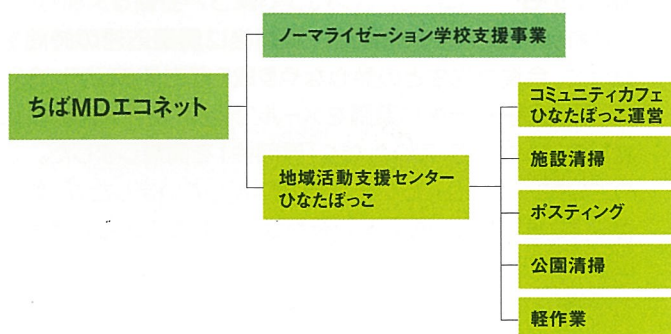 ノーマライゼーション学校支援事業
ちばMDエコネット
地域活動支援センター
ひなたぼっこ
コミュニティカフェ
ひなたぼっこ運営
施設清掃
ポスティング
公園清掃
軽作業